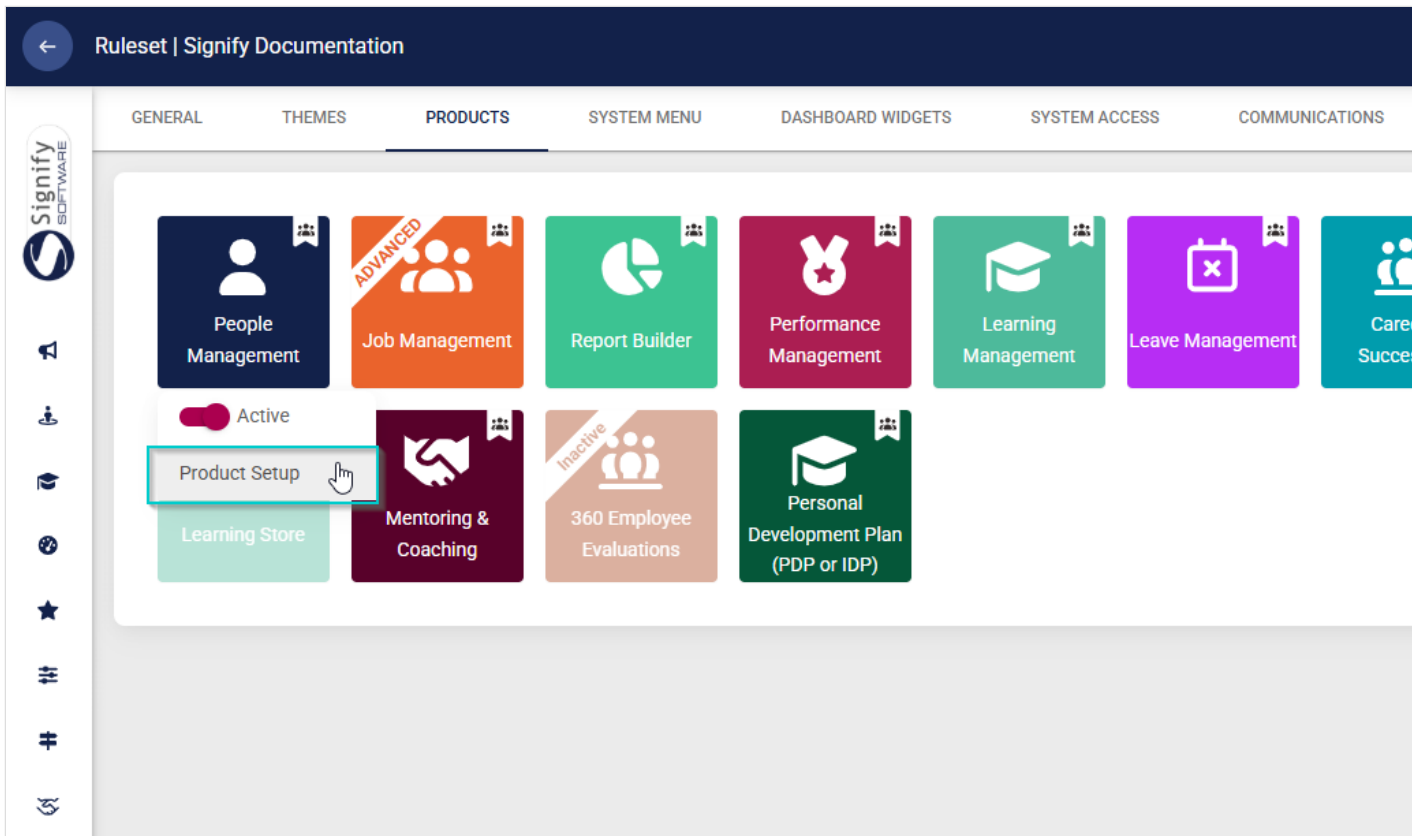 Ruleset | Signify Documentation
GENERAL THEMES PRODUCTS SYSTEM MENU DASHBOARD WIDGETS SYSTEM ACCESS COMMUNICATIONS
Signify
SOFTWARE
People
Management
ADVANCED
Job Management
Report Builder
Performance
Management
Learning
Management
Leave Management
Active
Product Setup
Learning Store
Mentoring &
Coaching
Inactive
360 Employee
Evaluations
Personal
Development Plan
(PDP or IDP)